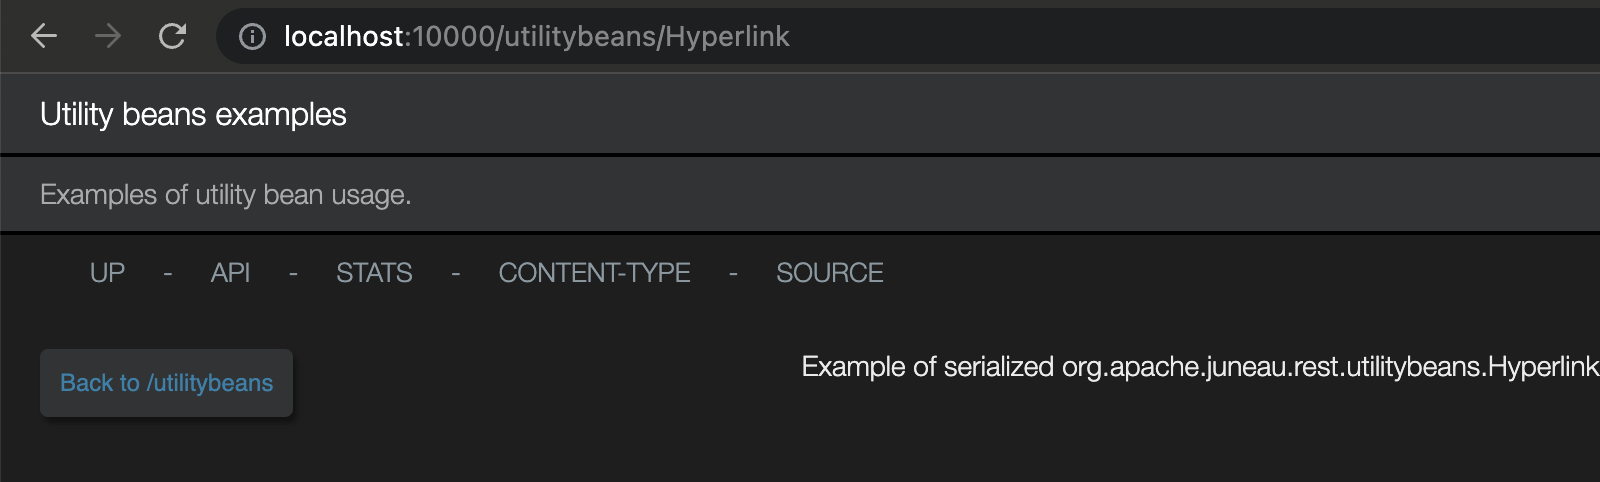 localhost:10000/utilitybeans/Hyperlink
Utility beans examples
Examples of utility bean usage.
UP - API - STATS - CONTENT-TYPE - SOURCE
Back to /utilitybeans
Example of serialized org.apache.juneau.rest.utilitybeans.Hyperlink